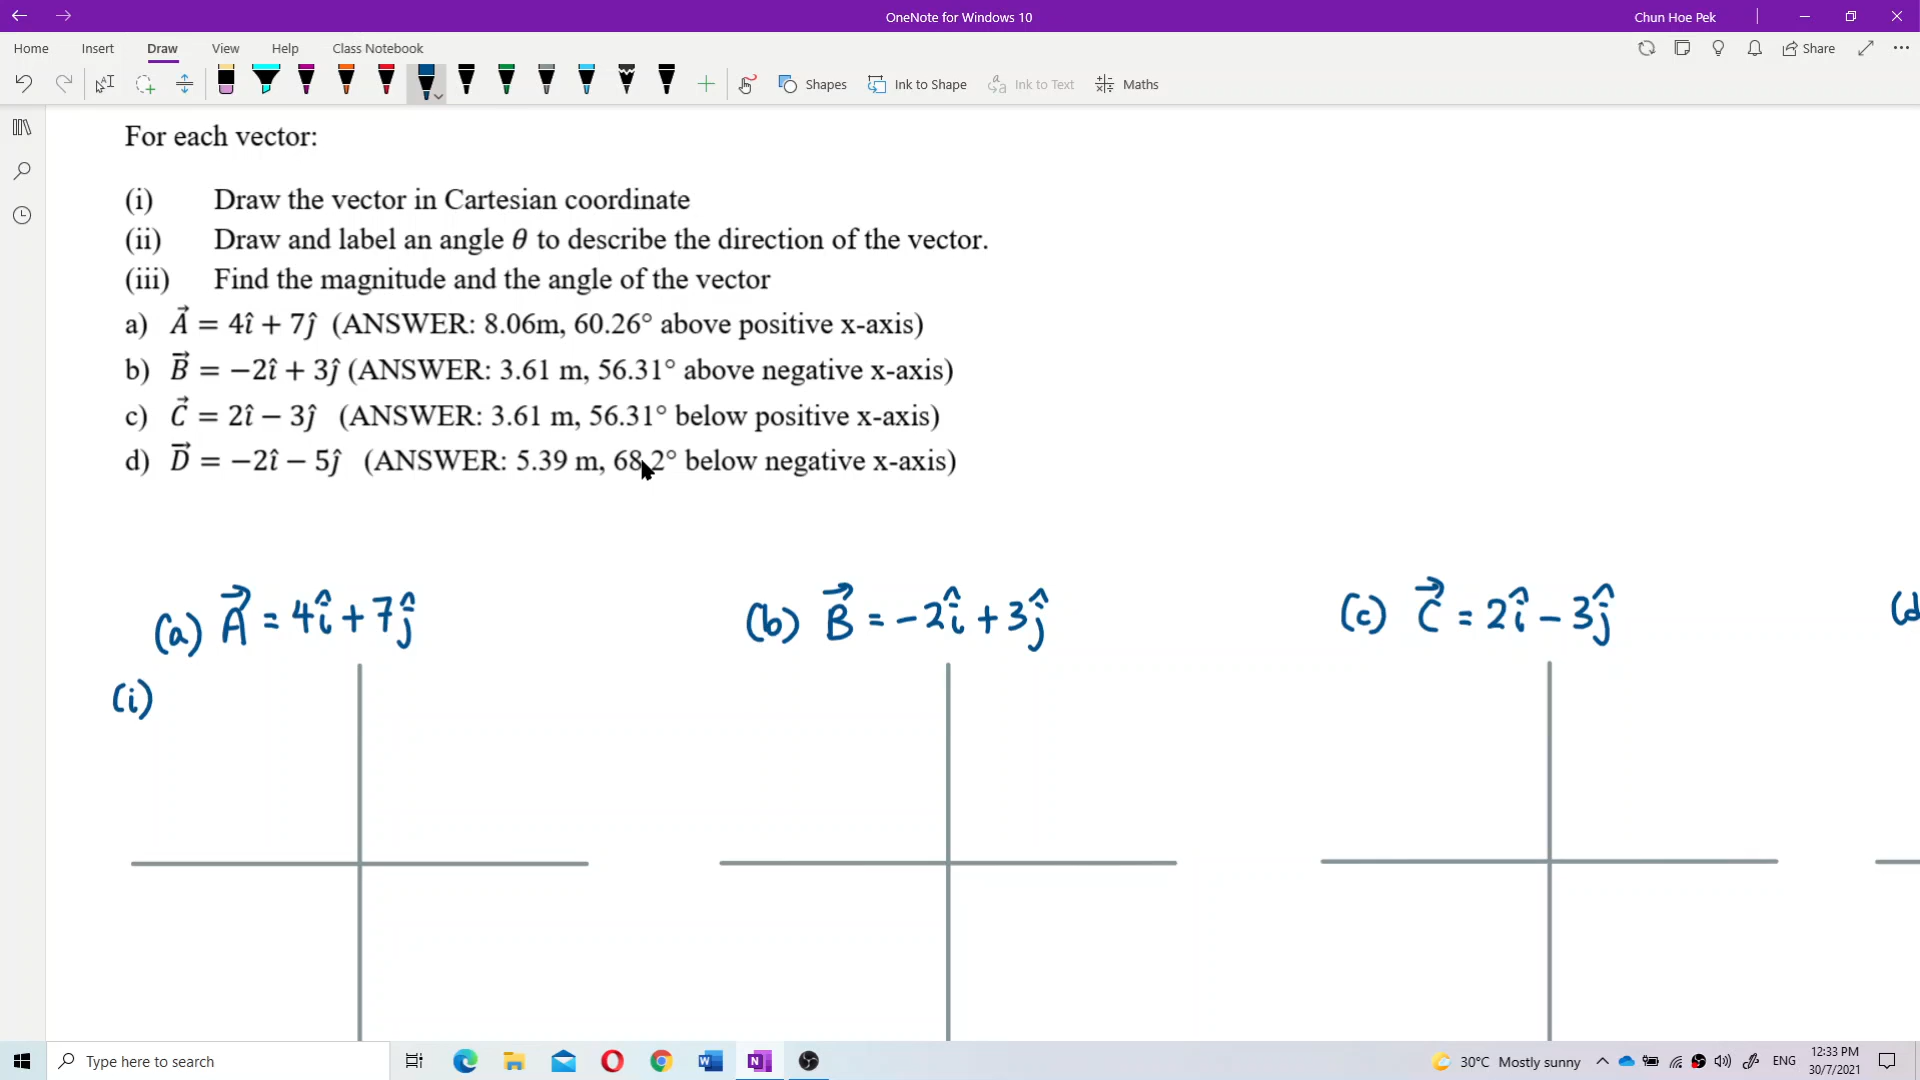 OneNote for Windows 10
Chun Hoe Pek
Home Insert Draw View Help Class Notebook
Share
Shapes Ink to Shape Ink to Text Maths
For each vector:
(i) Draw the vector in Cartesian coordinate
(ii) Draw and label an angle θ to describe the direction of the vector.
(iii) Find the magnitude and the angle of the vector
a) A⃗ = 4î + 7ĵ (ANSWER: 8.06m, 60.26° above positive x-axis)
b) B⃗ = −2î + 3ĵ (ANSWER: 3.61 m, 56.31° above negative x-axis)
c) C⃗ = 2î − 3ĵ (ANSWER: 3.61 m, 56.31° below positive x-axis)
d) D⃗ = −2î − 5ĵ (ANSWER: 5.39 m, 68.2° below negative x-axis)
(a) A⃗ = 4î + 7ĵ (b) B⃗ = −2î + 3ĵ (c) C⃗ = 2î − 3ĵ (d
(i)
Type here to search
30°C Mostly sunny
ENG
12:33 PM
30/7/2021